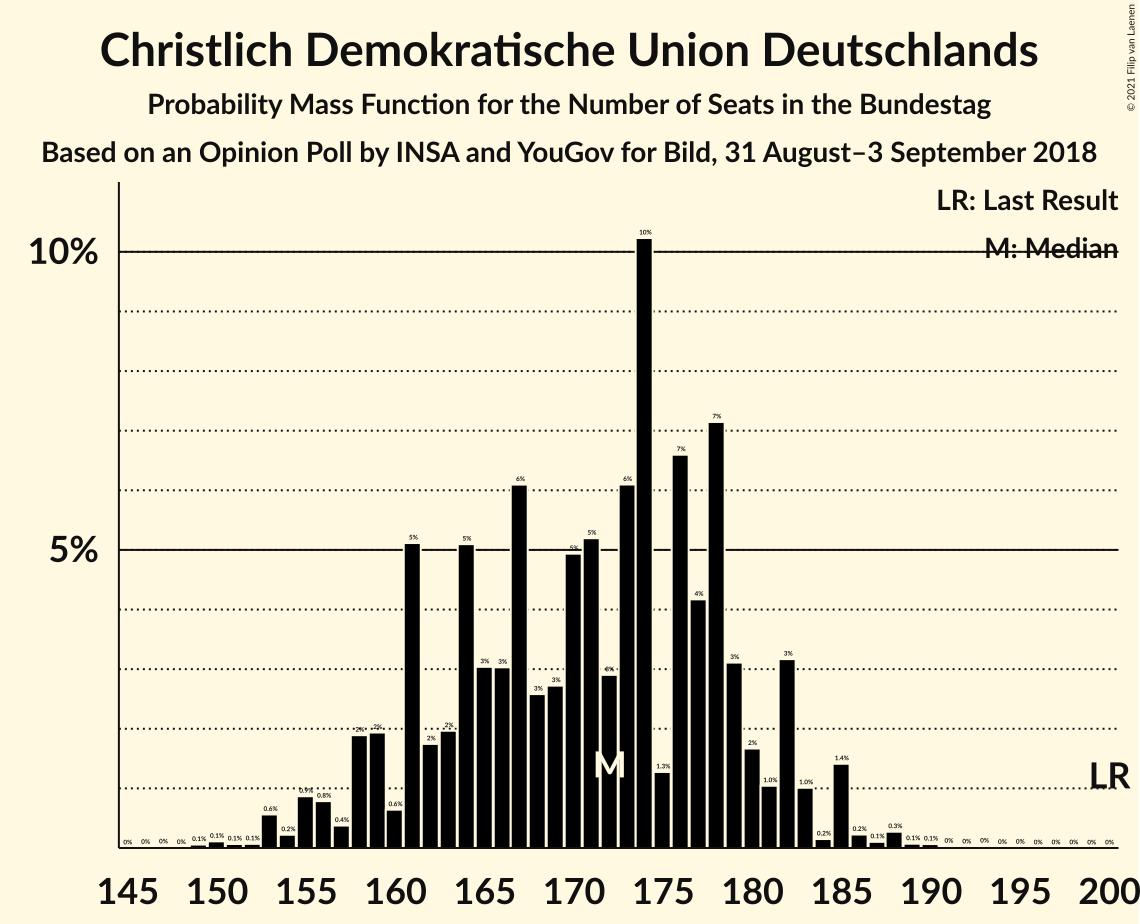 Christlich Demokratische Union Deutschlands
Probability Mass Function for the Number of Seats in the Bundestag
Based on an Opinion Poll by INSA and YouGov for Bild, 31 August–3 September 2018
© 2021 Filip van Laenen
LR: Last Result
M: Median
10%
5%
0% 0% 0% 0% 0.1% 0.1% 0.1% 0.1% 0.6% 0.2% 0.9% 0.8% 0.4% 2% 2% 0.6% 5% 2% 2% 5% 3% 3% 6% 3% 3% 5% 5% 3% 6% 10% 1.3% 7% 4% 7% 3% 2% 1.0% 3% 1.0% 0.2% 1.4% 0.2% 0.1% 0.3% 0.1% 0.1% 0% 0% 0% 0% 0% 0% 0% 0% 0% 0%
M
LR
145 150 155 160 165 170 175 180 185 190 195 200